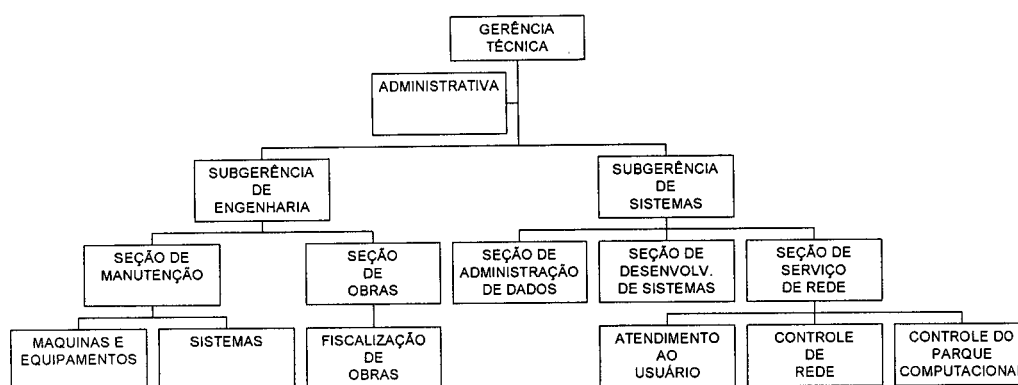 GERÊNCIA
TÉCNICA
ADMINISTRATIVA
SUBGERÊNCIA
DE
ENGENHARIA
SUBGERÊNCIA
DE
SISTEMAS
SEÇÃO DE
MANUTENÇÃO
SEÇÃO
DE
OBRAS
SEÇÃO DE
ADMINISTRAÇÃO
DE DADOS
SEÇÃO DE
DESENVOLV.
DE SISTEMAS
SEÇÃO DE
SERVIÇO
DE REDE
MAQUINAS E
EQUIPAMENTOS
SISTEMAS
FISCALIZAÇÃO
DE
OBRAS
ATENDIMENTO
AO
USUÁRIO
CONTROLE
DE
REDE
CONTROLE DO
PARQUE
COMPUTACIONAL